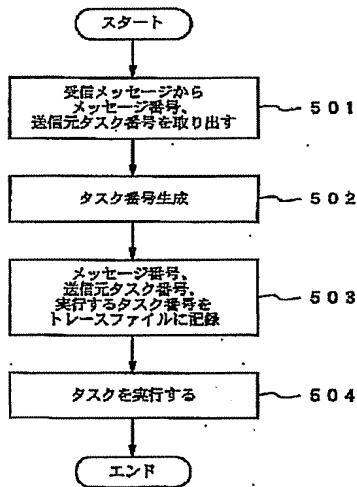 スタート
受信メッセージから
メッセージ番号、
送信元タスク番号を取り出す
501
タスク番号生成
502
メッセージ番号、
送信元タスク番号、
実行するタスク番号を
トレースファイルに記録
503
タスクを実行する
504
エンド